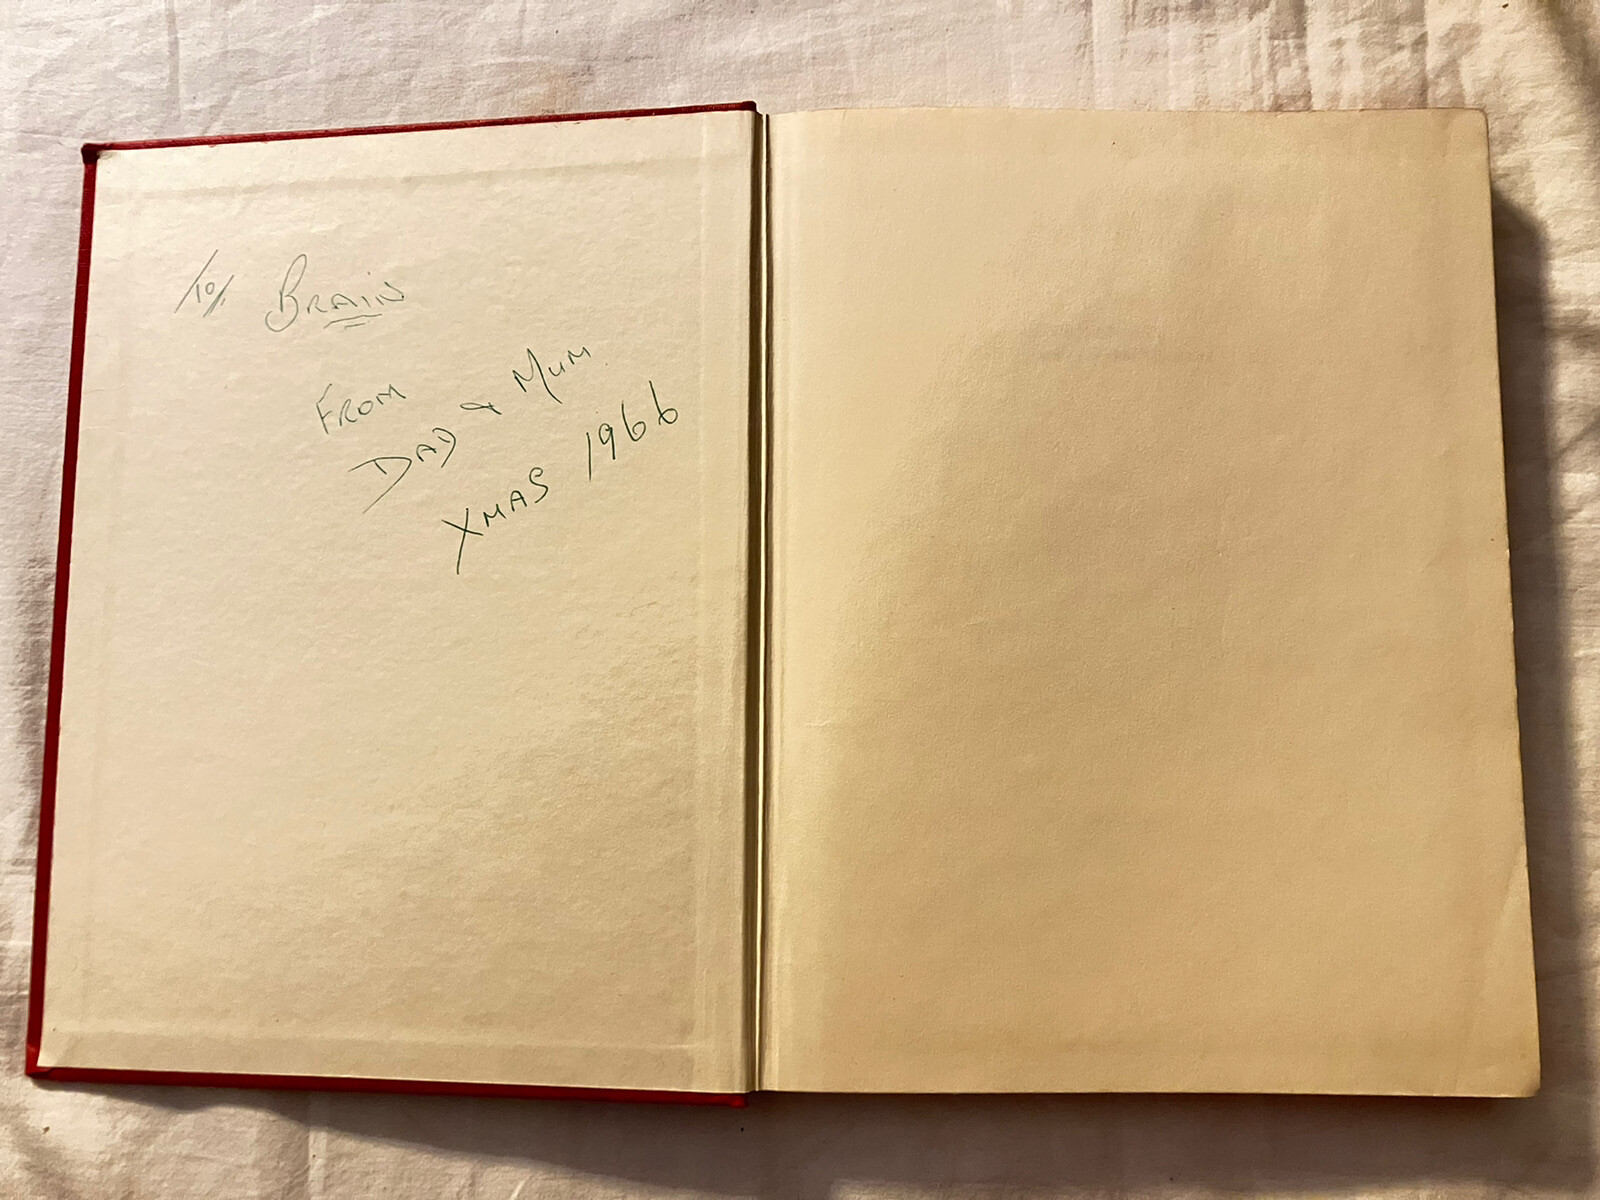 To/. BRAIN
FROM
DAD & MUM.
XMAS 1966